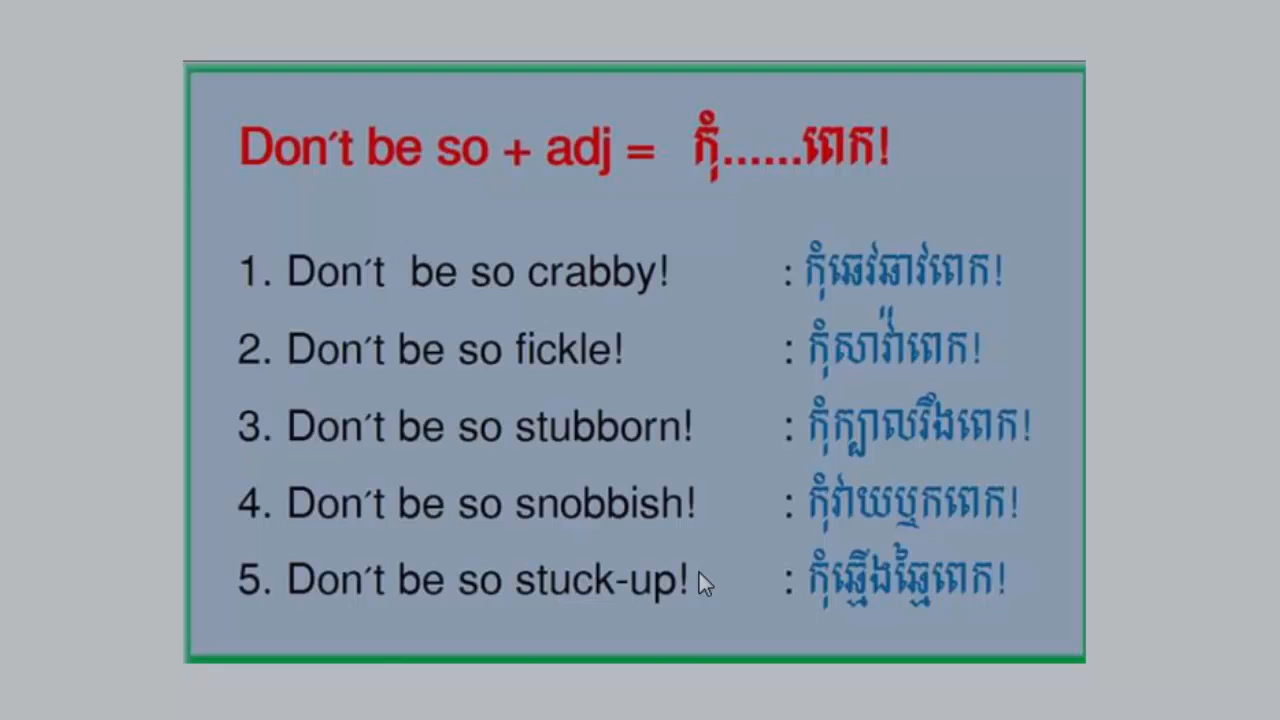 Don´t be so + adj = កុំ......ពេក!
1. Don´t be so crabby! : កុំឆេវឆាវពេក!
2. Don´t be so fickle! : កុំសាវ៉ាពេក!
3. Don´t be so stubborn! : កុំក្បាលរឹងពេក!
4. Don´t be so snobbish! : កុំវាយឫកពេក!
5. Don´t be so stuck-up! : កុំឆ្មើងឆ្មៃពេក!